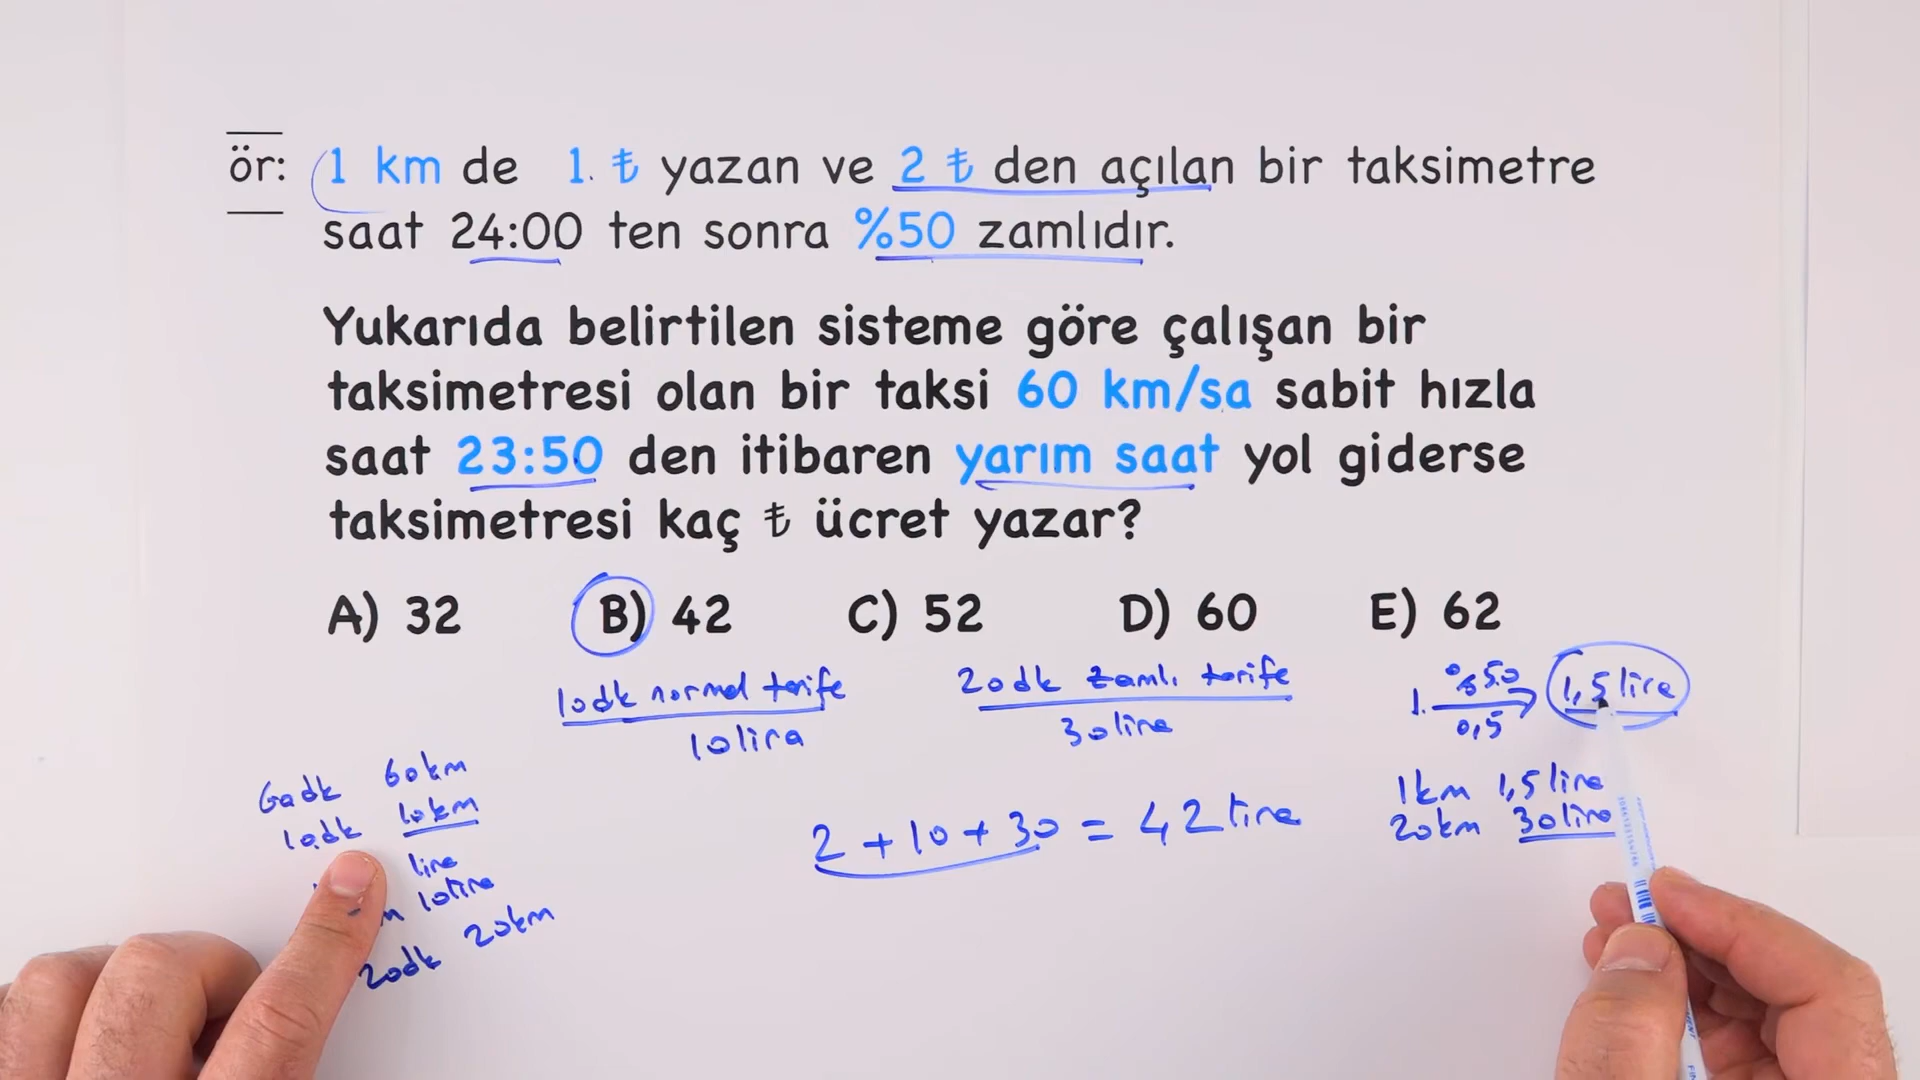 ör: 1 km de 1. ₺ yazan ve 2 ₺ den açılan bir taksimetre
saat 24:00 ten sonra %50 zamlıdır.
Yukarıda belirtilen sisteme göre çalışan bir
taksimetresi olan bir taksi 60 km/sa sabit hızla
saat 23:50 den itibaren yarım saat yol giderse
taksimetresi kaç ₺ ücret yazar?
A) 32 B) 42 C) 52 D) 60 E) 62
10dk normal tarife
10lira
20dk zamlı tarife
30lira
1. %50 0,5 1,5 lira
1km 1,5 lira
20km 30lira
60dk 60km
10dk 10km
lira
10lira
20dk 20km
2 + 10 + 30 = 42 lira